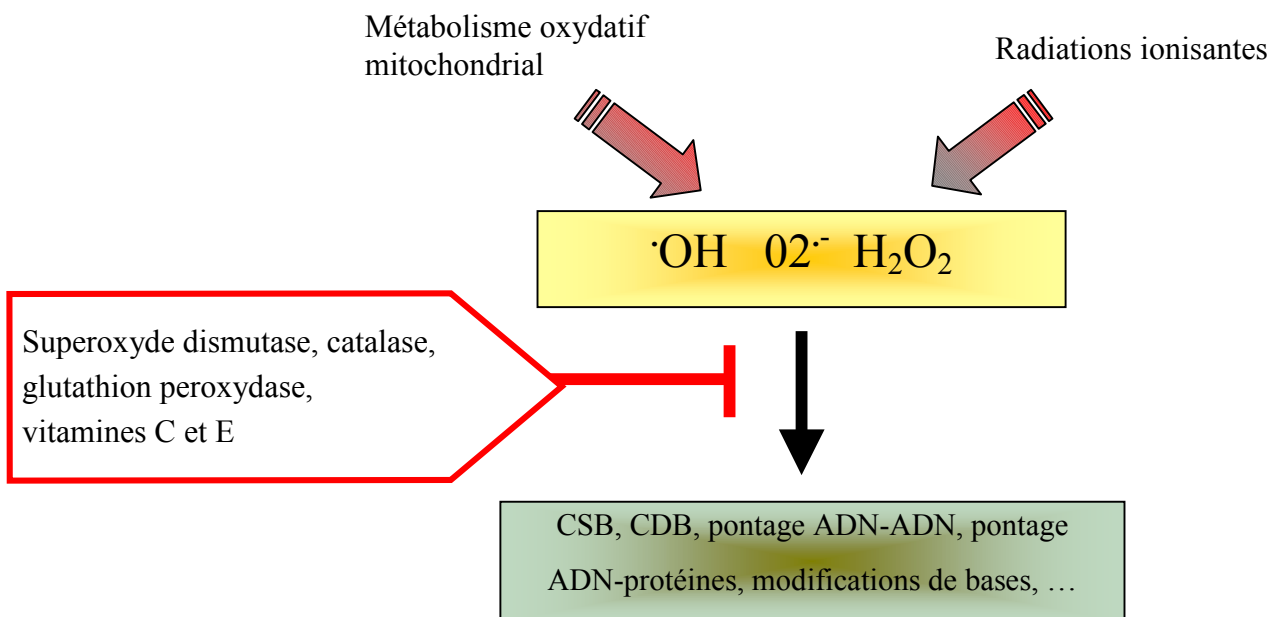 Métabolisme oxydatif
mitochondrial
Radiations ionisantes
·OH 02·- H₂O₂
Superoxyde dismutase, catalase,
glutathion peroxydase,
vitamines C et E
CSB, CDB, pontage ADN-ADN, pontage
ADN-protéines, modifications de bases, …